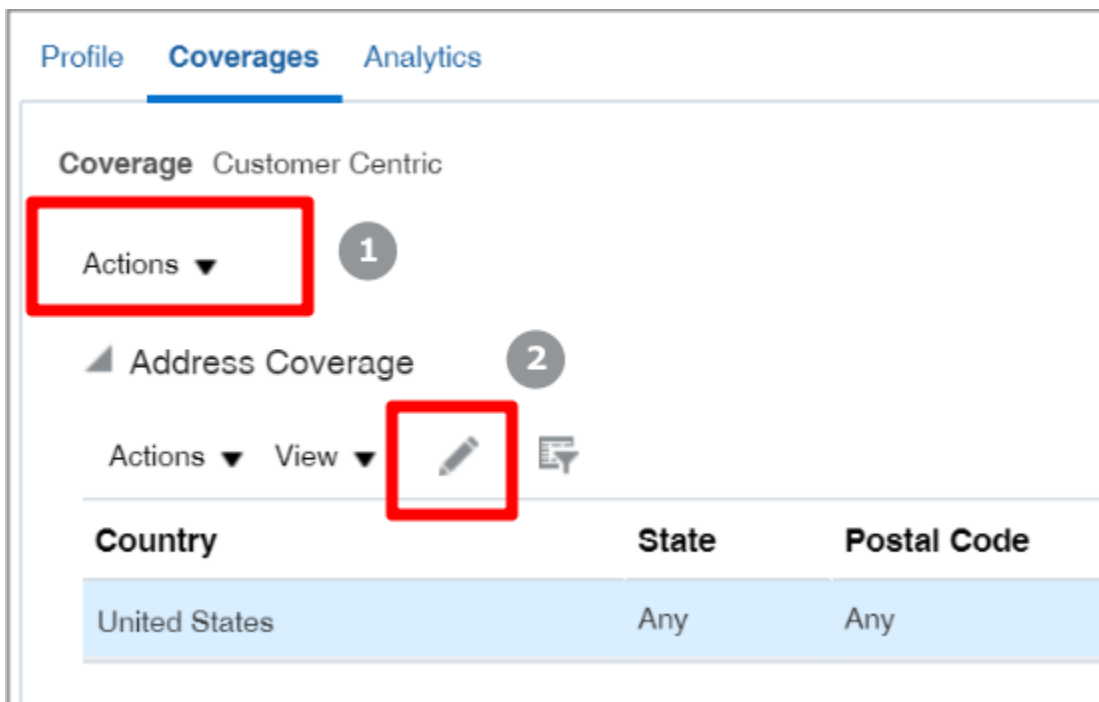 Profile Coverages Analytics
Coverage Customer Centric
Actions 1
Address Coverage 2
Actions View
Country State Postal Code
United States Any Any